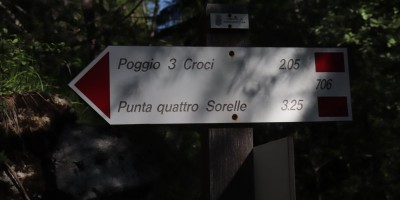 Poggio 3 Croci 2.05
706
Punta quattro Sorelle 3.25